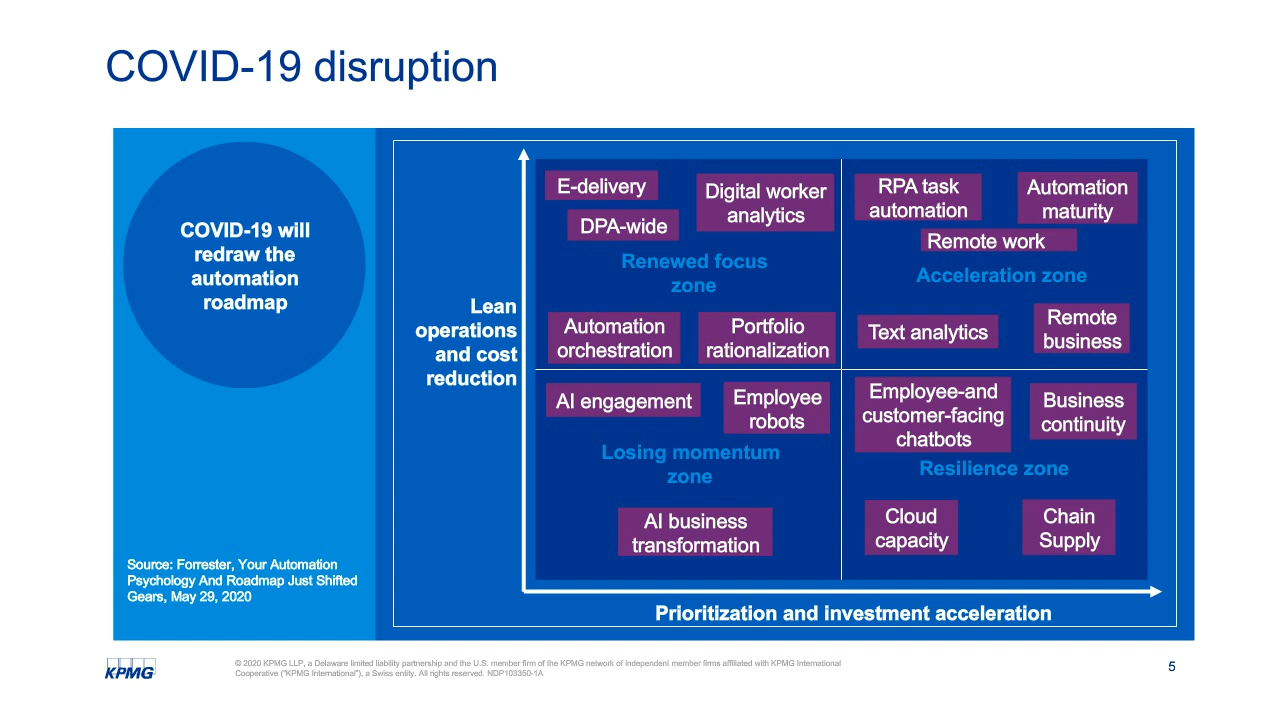 COVID-19 disruption
COVID-19 will
redraw the
automation
roadmap
Source: Forrester, Your Automation
Psychology And Roadmap Just Shifted
Gears, May 29, 2020
Lean
operations
and cost
reduction
E-delivery
Digital worker
analytics
DPA-wide
Renewed focus
zone
Automation
orchestration
Portfolio
rationalization
RPA task
automation
Automation
maturity
Remote work
Acceleration zone
Text analytics
Remote
business
AI engagement
Employee
robots
Losing momentum
zone
AI business
transformation
Employee-and
customer-facing
chatbots
Business
continuity
Resilience zone
Cloud
capacity
Chain
Supply
Prioritization and investment acceleration
KPMG
© 2020 KPMG LLP, a Delaware limited liability partnership and the U.S. member firm of the KPMG network of independent member firms affiliated with KPMG International
Cooperative ("KPMG International"), a Swiss entity. All rights reserved. NDP103350-1A
5